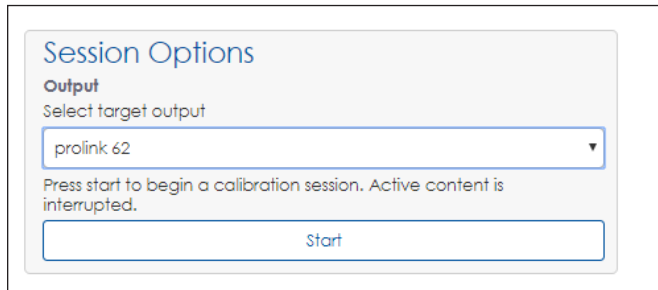 Session Options
Output
Select target output
prolink 62
Press start to begin a calibration session. Active content is
interrupted.
Start